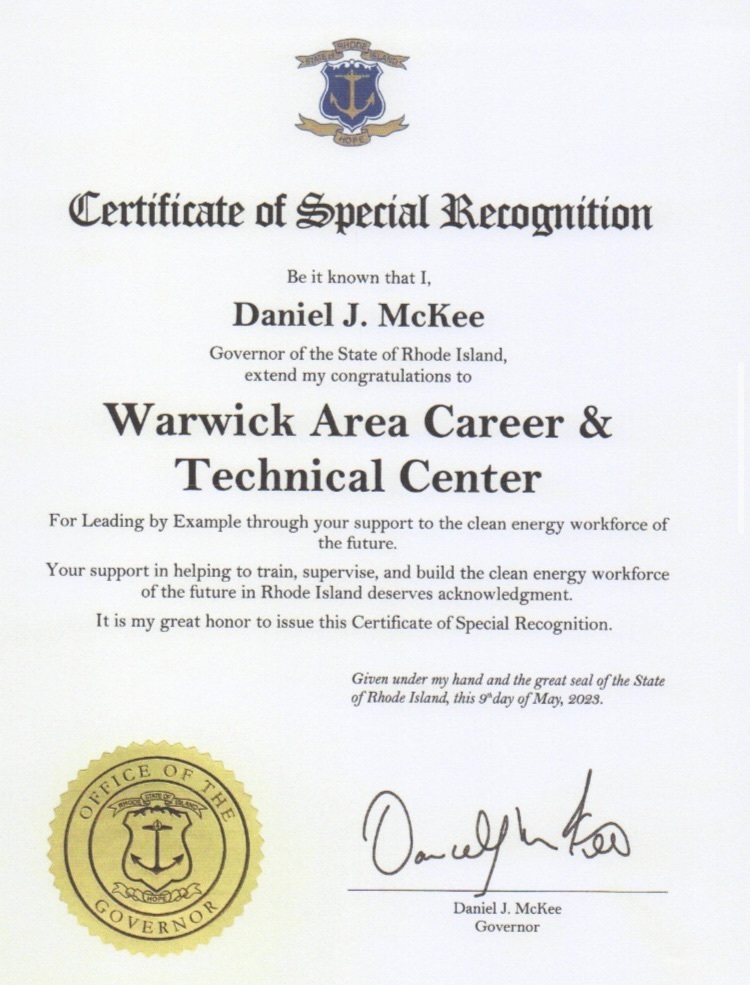 STATE OF RHODE ISLAND
HOPE
Certificate of Special Recognition
Be it known that I,
Daniel J. McKee
Governor of the State of Rhode Island,
extend my congratulations to
Warwick Area Career &
Technical Center
For Leading by Example through your support to the clean energy workforce of
the future.
Your support in helping to train, supervise, and build the clean energy workforce
of the future in Rhode Island deserves acknowledgment.
It is my great honor to issue this Certificate of Special Recognition.
Given under my hand and the great seal of the State
of Rhode Island, this 9th day of May, 2023.
OFFICE OF THE
STATE OF
RHODE ISLAND
HOPE
GOVERNOR
Daniel J McKee
Daniel J. McKee
Governor